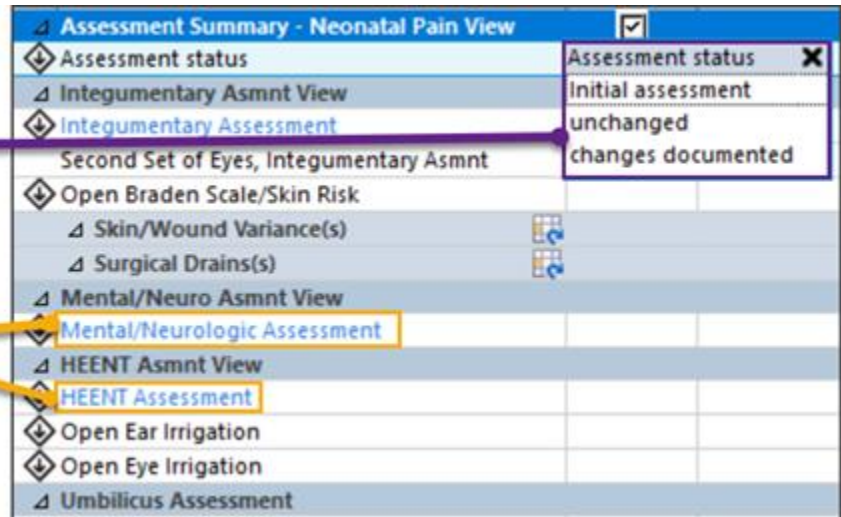 Assessment Summary - Neonatal Pain View
Assessment status
Assessment status
Initial assessment
unchanged
changes documented
Integumentary Asmnt View
Integumentary Assessment
Second Set of Eyes, Integumentary Asmnt
Open Braden Scale/Skin Risk
Skin/Wound Variance(s)
Surgical Drains(s)
Mental/Neuro Asmnt View
Mental/Neurologic Assessment
HEENT Asmnt View
HEENT Assessment
Open Ear Irrigation
Open Eye Irrigation
Umbilicus Assessment